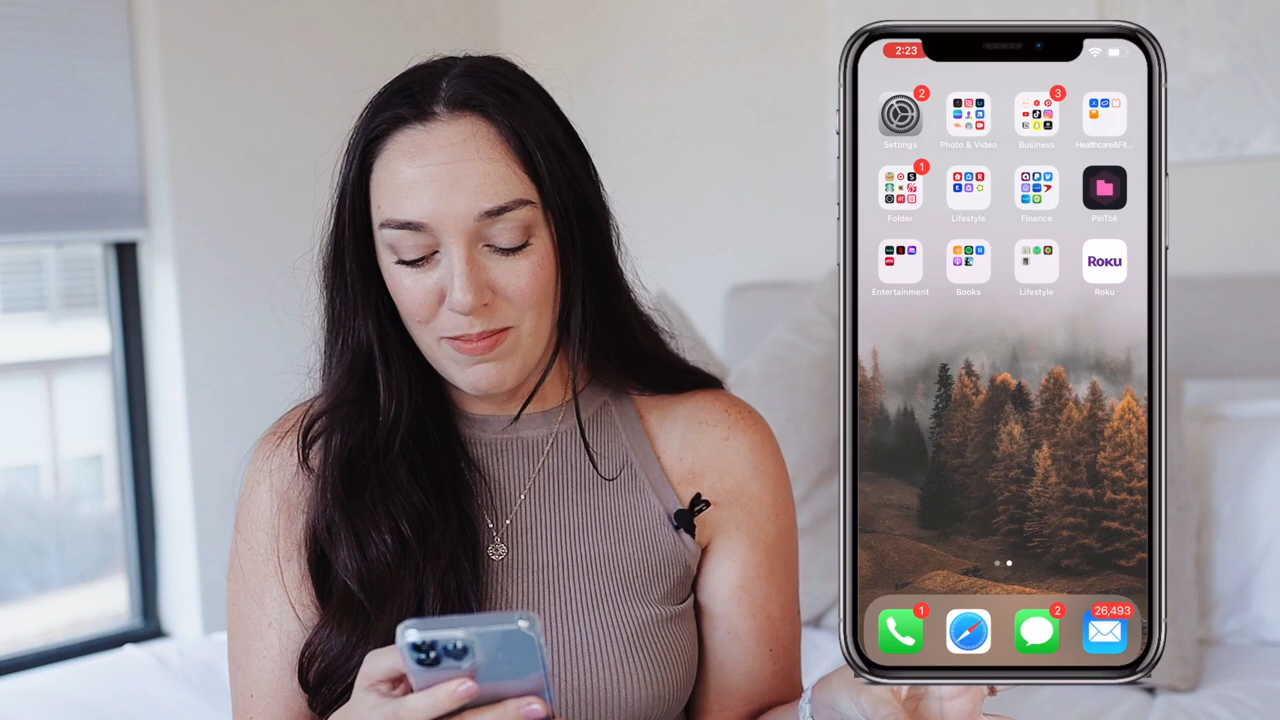 2:23
2
3
Settings
Photo & Video
Business
Healthcare&Fit...
1
Folder
Lifestyle
Finance
PinTok
Roku
Entertainment
Books
Lifestyle
Roku
1
2
26,493